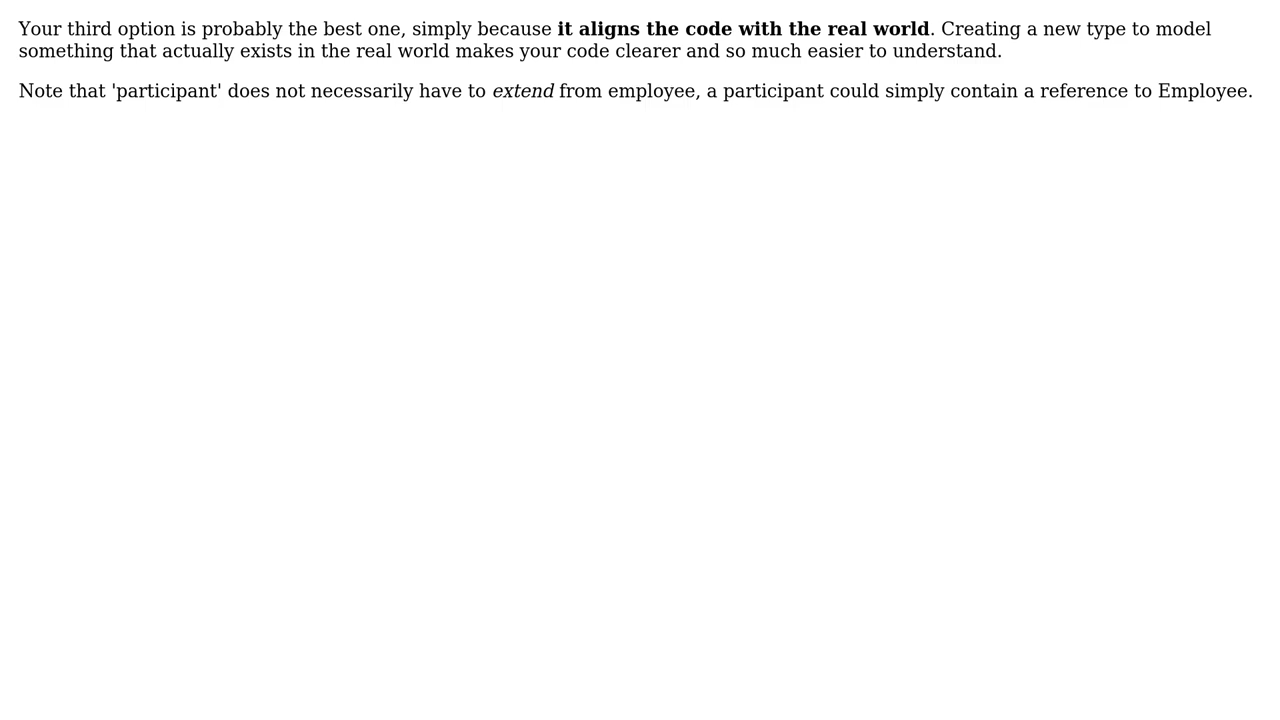 Your third option is probably the best one, simply because it aligns the code with the real world. Creating a new type to model
something that actually exists in the real world makes your code clearer and so much easier to understand.
Note that 'participant' does not necessarily have to extend from employee, a participant could simply contain a reference to Employee.